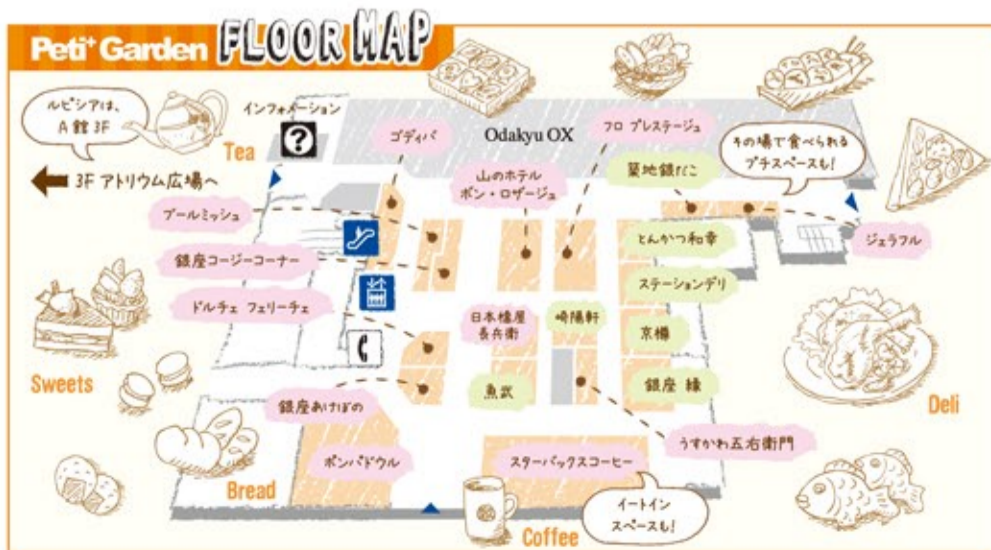 Peti+ Garden FLOOR MAP
ルピシアは、
A館 3F
Tea
インフォメーション
?
ゴディバ
Odakyu OX
フロ プレステージュ
その場で食べられる
プチスペースも!
3F アトリウム広場へ
山のホテル
ボン・ロザージュ
築地銀だこ
ブールミッシュ
とんかつ和幸
ジェラフル
銀座コージーコーナー
ステーションデリ
ドルチェ フェリーチェ
日本橋屋
長兵衛
崎陽軒
京樽
Sweets
銀座あけぼの
魚武
銀座 鎌
Deli
うすかわ五右衛門
ポンパドウル
スターバックスコーヒー
Bread
イートイン
スペースも!
Coffee